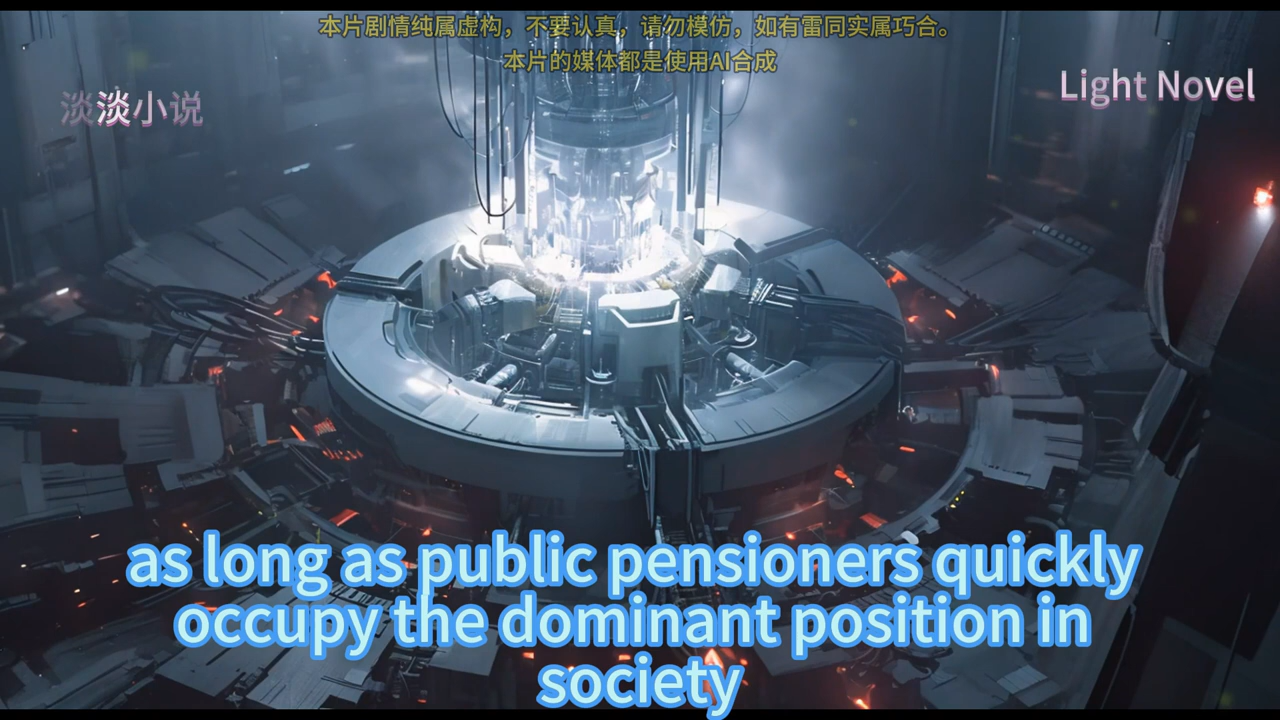 本片剧情纯属虚构，不要认真，请勿模仿，如有雷同实属巧合。
本片的媒体都是使用AI合成
淡淡小说
Light Novel
as long as public pensioners quickly
occupy the dominant position in
society